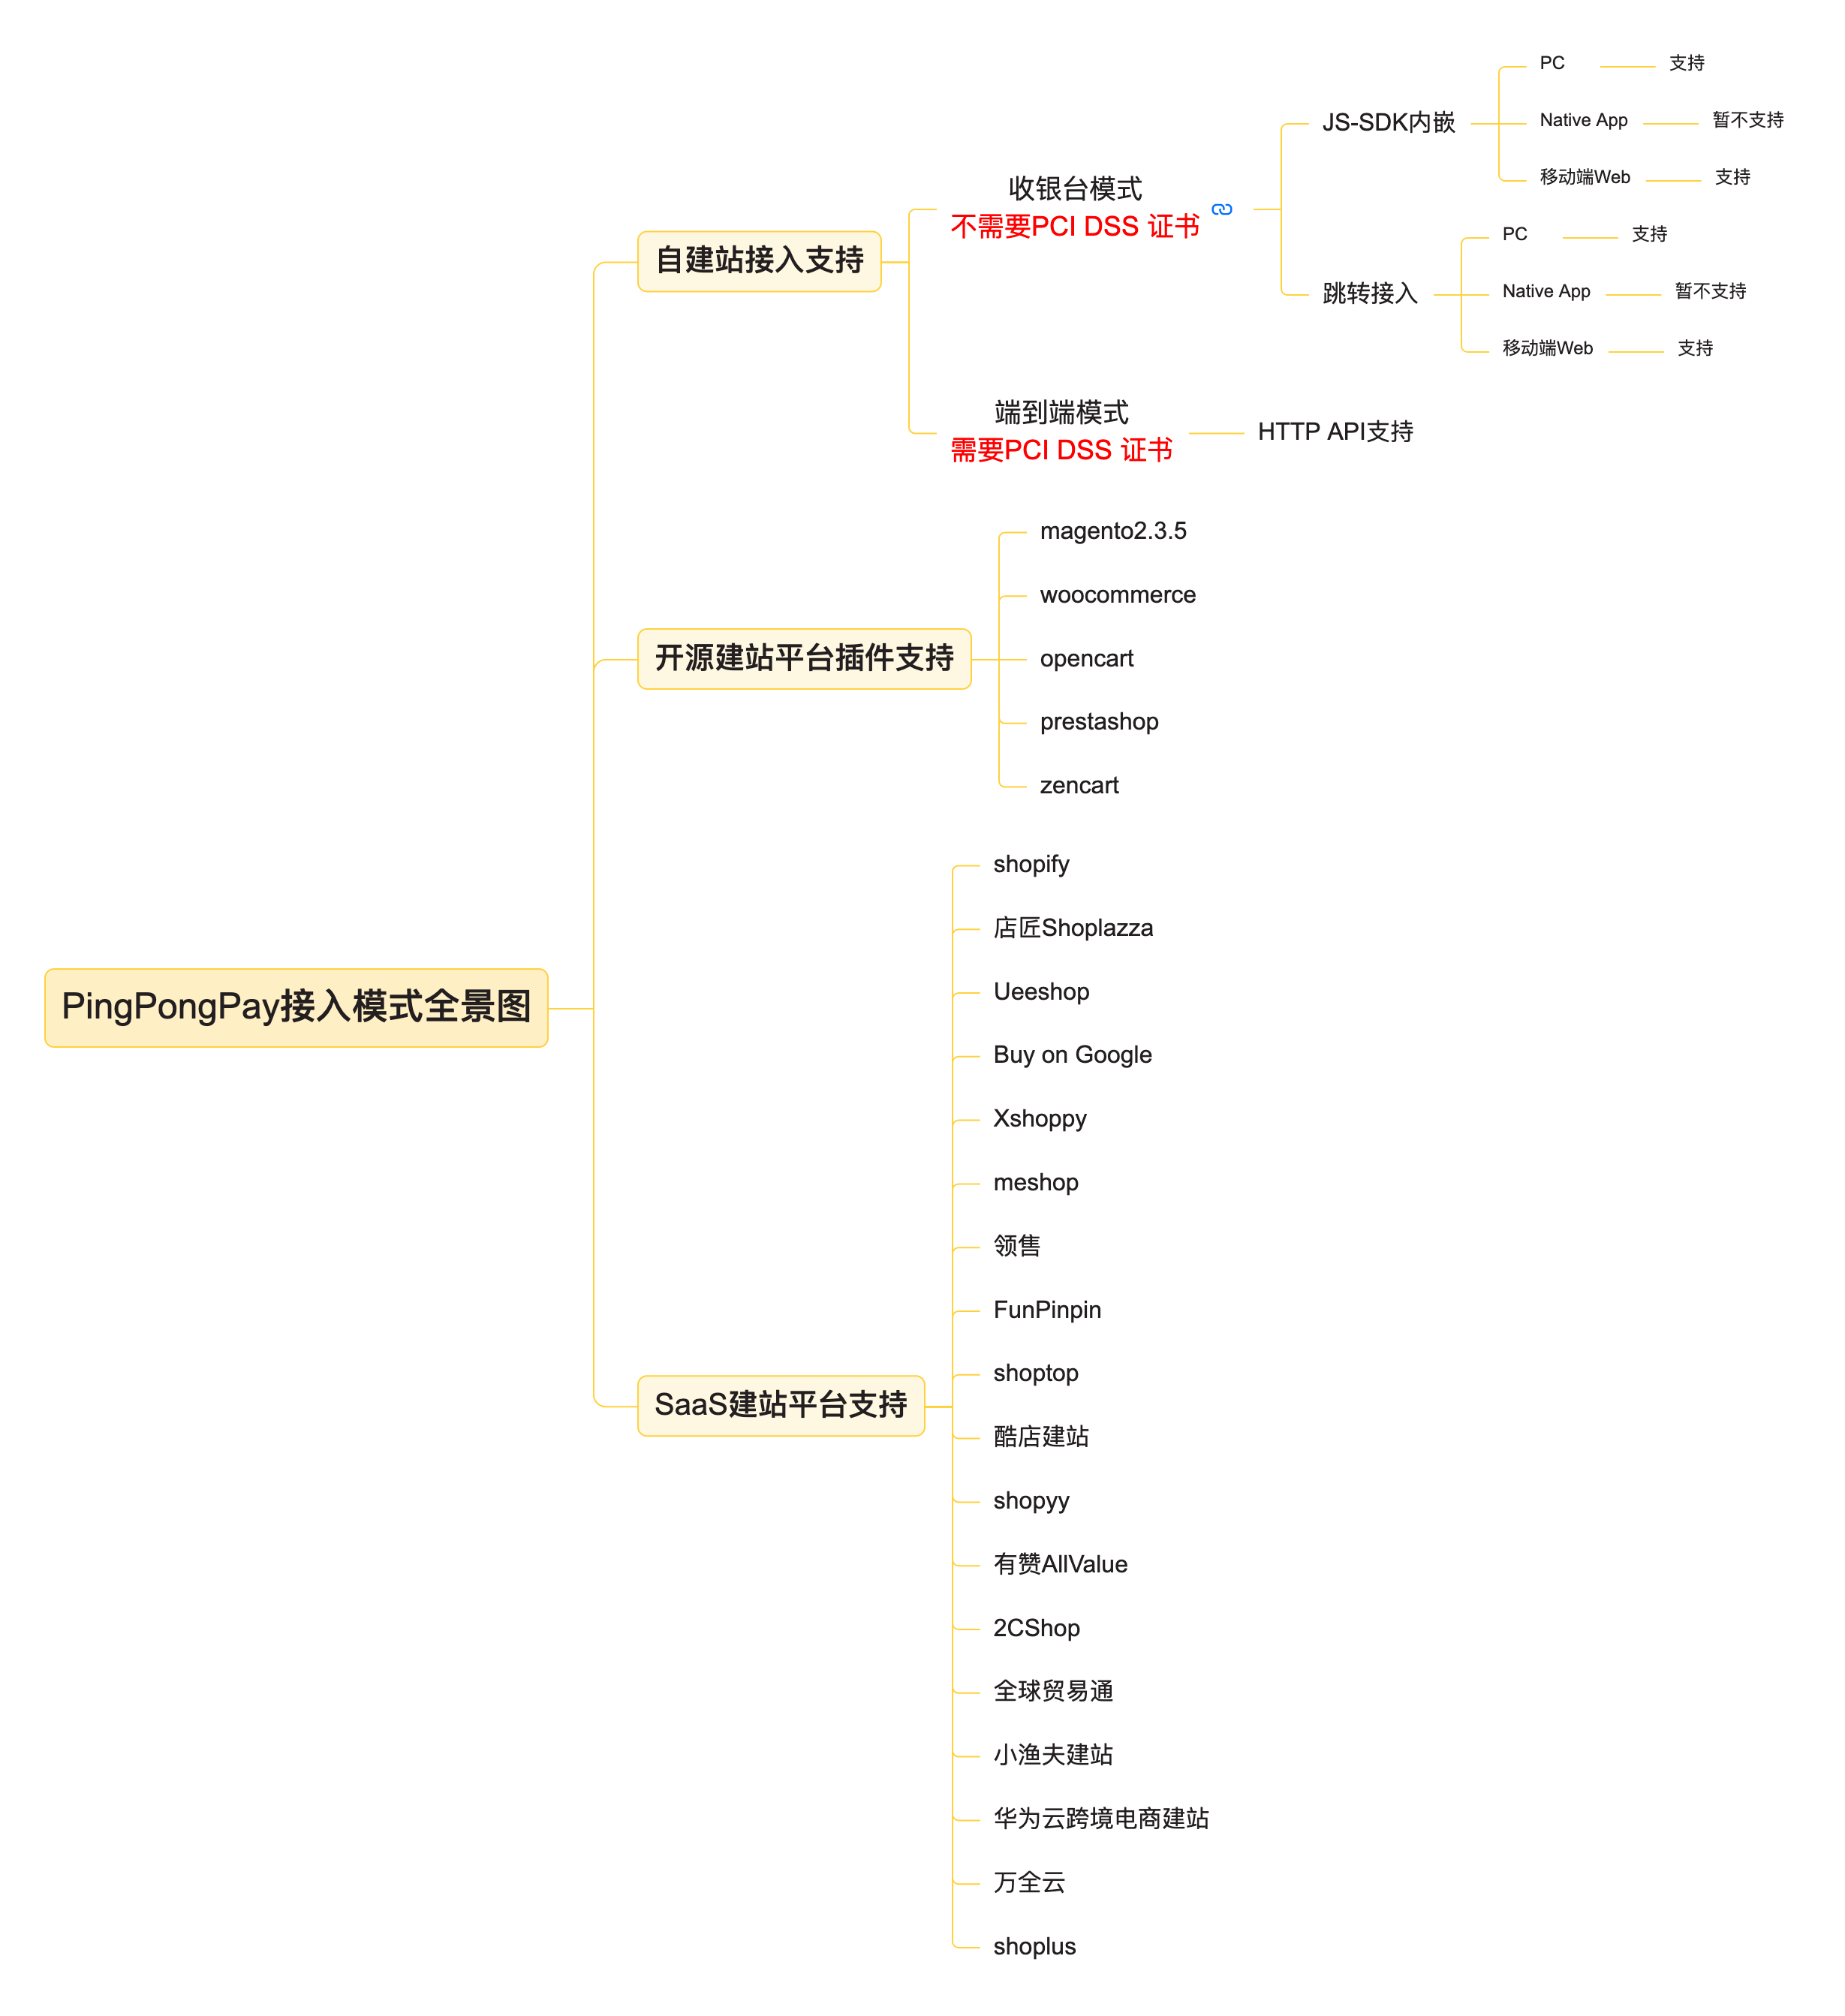 PingPongPay接入模式全景图
自建站接入支持
收银台模式
不需要PCI DSS 证书
JS-SDK内嵌
PC
支持
Native App
暂不支持
移动端Web
支持
跳转接入
PC
支持
Native App
暂不支持
移动端Web
支持
端到端模式
需要PCI DSS 证书
HTTP API支持
开源建站平台插件支持
magento2.3.5
woocommerce
opencart
prestashop
zencart
SaaS建站平台支持
shopify
店匠Shoplazza
Ueeshop
Buy on Google
Xshoppy
meshop
领售
FunPinpin
shoptop
酷店建站
shopyy
有赞AllValue
2CShop
全球贸易通
小渔夫建站
华为云跨境电商建站
万全云
shoplus